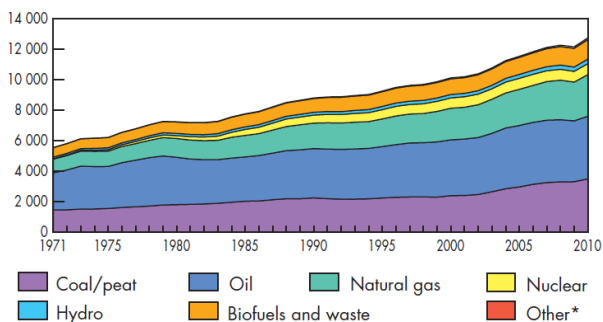 14 000
12 000
10 000
8 000
6 000
4 000
2 000
0
1971 1975 1980 1985 1990 1995 2000 2005 2010
Coal/peat Oil Natural gas Nuclear
Hydro Biofuels and waste Other*